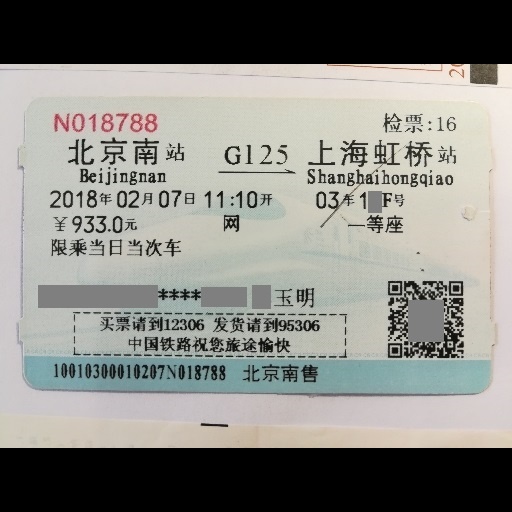 N018788 检票:16
北京南站 G125 上海虹桥站
Beijingnan Shanghaihongqiao
2018年02月07日 11:10开 03车1 F号
￥933.0元 网 一等座
限乘当日当次车
**** 玉明
买票请到12306 发货请到95306
中国铁路祝您旅途愉快
10010300010207N018788 北京南售